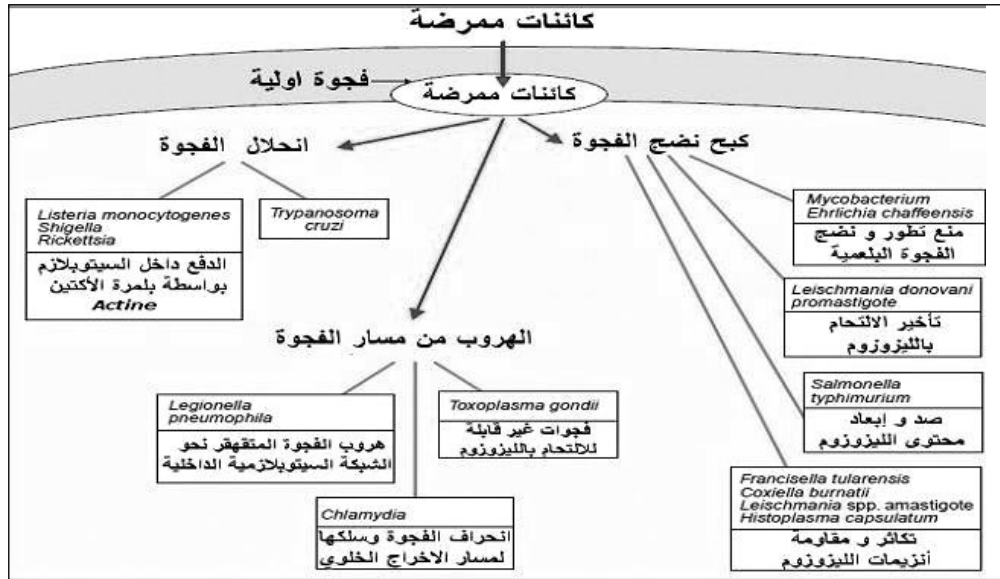 كائنات ممرضة
فجوة اولية
كائنات ممرضة
كبح نضج الفجوة
انحلال الفجوة
Mycobacterium
Ehrlichia chaffeensis
منع تطور و نضج
الفجوة البلعمية
Leischmania donovani
promastigote
تأخير الالتحام
بالليزوزوم
Salmonella
typhimurium
صد و إبعاد
محتوى الليزوزوم
Francisella tularensis
Coxiella burnatii
Leischmania spp. amastigote
Histoplasma capsulatum
تكاثر و مقاومة
أنزيمات الليزوزوم
Listeria monocytogenes
Shigella
Rickettsia
الدفع داخل السيتوبلازم
بواسطة بلمرة الأكتين
Actine
Trypanosoma
cruzi
الهروب من مسار الفجوة
Toxoplasma gondii
فجوات غير قابلة
للالتحام بالليزوزوم
Legionella
pneumophila
هروب الفجوة المتقهقر نحو
الشبكة السيتوبلازمية الداخلية
Chlamydia
انحراف الفجوة وسلكها
لمسار الاخراج الخلوي